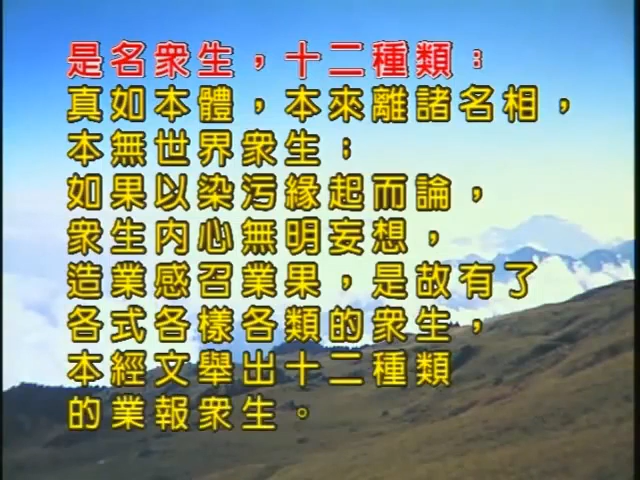 是名衆生，十二種類：
真如本體，本來離諸名相，
本無世界衆生；
如果以染污緣起而論，
衆生内心無明妄想，
造業感召業果，是故有了
各式各樣各類的衆生，
本經文舉出十二種類
的業報衆生。